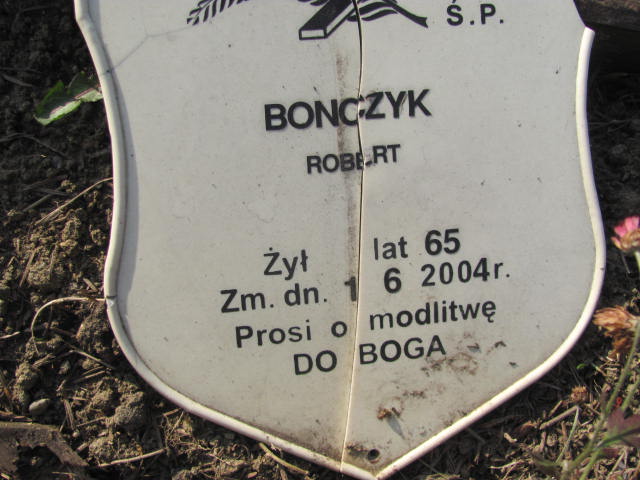 Ś.P.
BONCZYK
ROBERT
Żył lat 65
Zm. dn. 1 6 2004r.
Prosi o modlitwę
DO BOGA